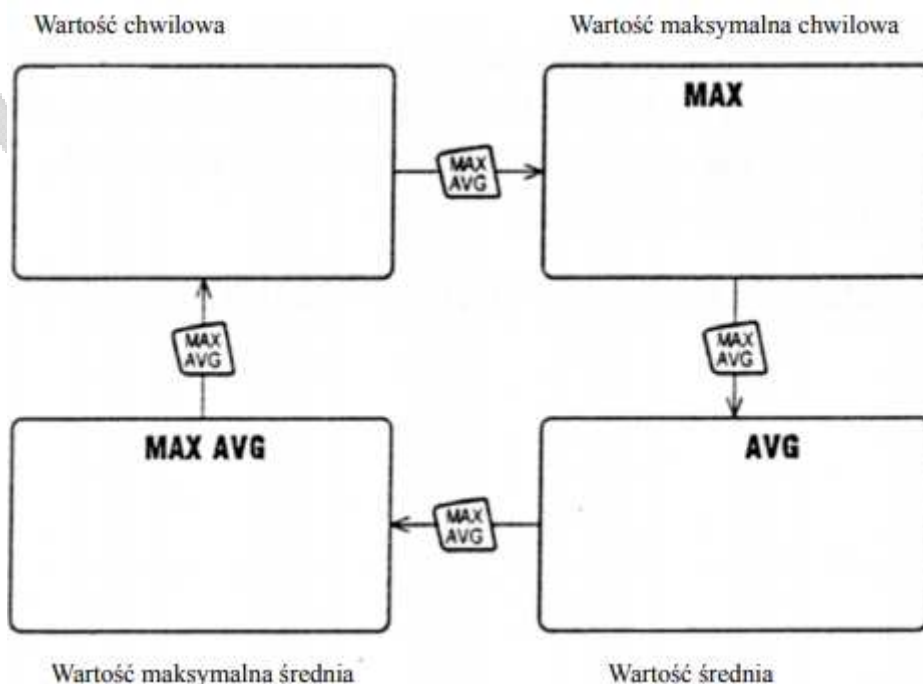 Wartość chwilowa
Wartość maksymalna chwilowa
MAX
MAX
AVG
MAX
AVG
MAX
AVG
MAX AVG
AVG
MAX
AVG
Wartość maksymalna średnia
Wartość średnia